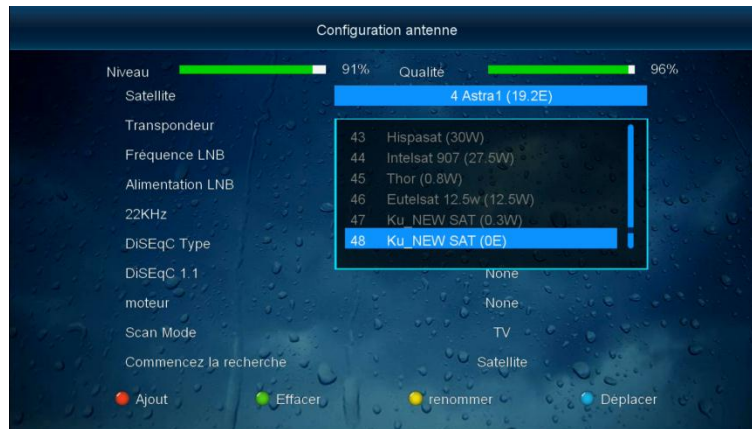 Configuration antenne
Niveau 91% Qualité 96%
Satellite 4 Astra1 (19.2E)
Transpondeur
43 Hispasat (30W)
Fréquence LNB
44 Intelsat 907 (27.5W)
45 Thor (0.8W)
Alimentation LNB
46 Eutelsat 12.5w (12.5W)
22KHz
47 Ku_NEW SAT (0.3W)
DiSEqC Type
48 Ku_NEW SAT (0E)
DiSEqC 1.1 None
moteur None
Scan Mode TV
Commencez la recherche Satellite
Ajout Effacer renommer Déplacer